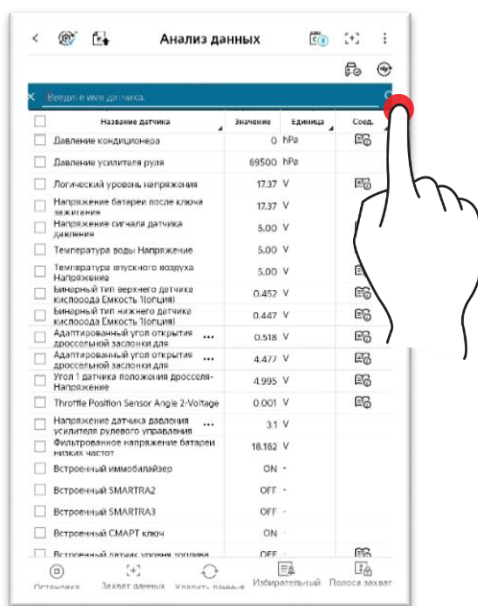 Анализ данных
Введите имя датчика.
Название датчика Значение Единица Соед.
Давление кондиционера 0 hPa
Давление усилителя руля 69500 hPa
Логический уровень напряжения 17.37 V
Напряжение батареи после ключа
зажигания 17.37 V
Напряжение сигнала датчика
давления 5.00 V
Температура воды Напряжение 5.00 V
Температура впускного воздуха
Напряжение 5.00 V
Бинарный тип верхнего датчика
кислорода Емкость 1(опция) 0.452 V
Бинарный тип нижнего датчика
кислорода Емкость 1(опция) 0.447 V
Адаптированный угол открытия
дроссельной заслонки для ... 0.518 V
Адаптированный угол открытия
дроссельной заслонки для ... 4.477 V
Угол 1 датчика положения дросселя-
Напряжение 4.995 V
Throttle Position Sensor Angle 2-Voltage 0.001 V
Напряжение датчика давления
усилителя рулевого управления ... 3.1 V
Фильтрованное напряжение батареи
низких частот 18.182 V
Встроенный иммобилайзер ON -
Встроенный SMARTRA2 OFF -
Встроенный SMARTRA3 OFF -
Встроенный СМАРТ ключ ON -
Встроенный датчик уровня топлива OFF -
Остановка Захват данных Удалить данные Избирательный Полоса захват